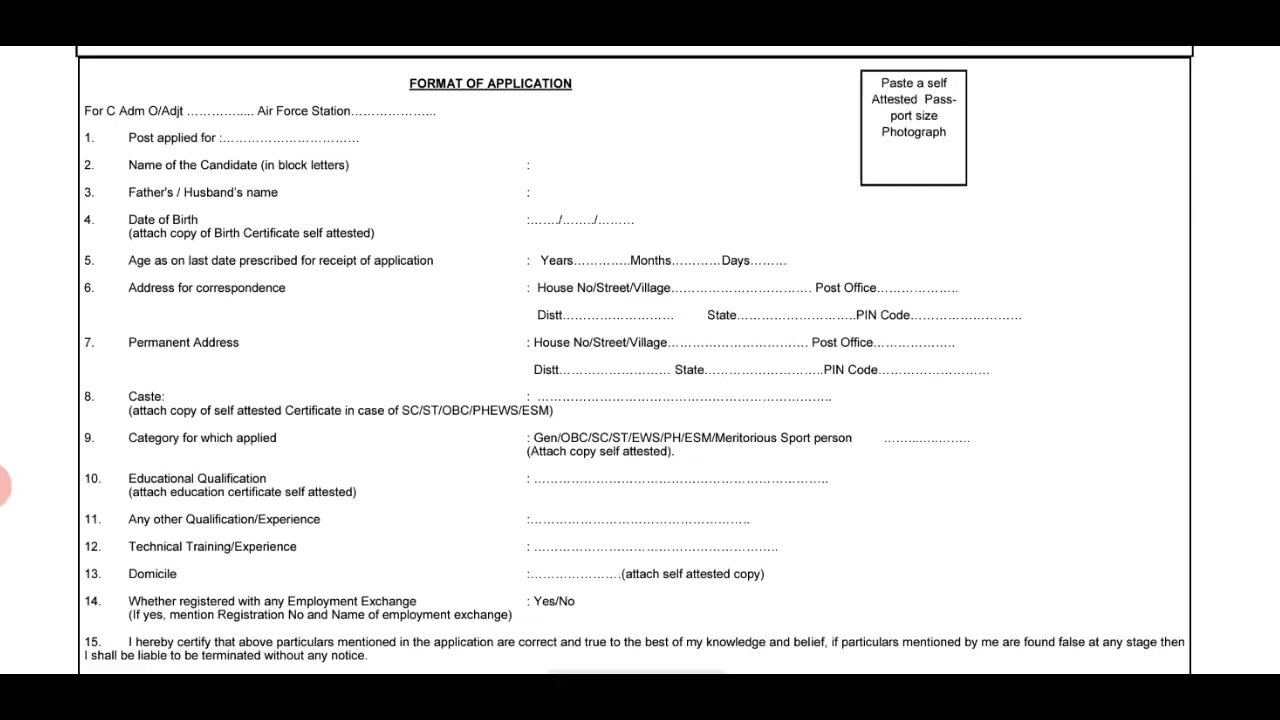 FORMAT OF APPLICATION
Paste a self
Attested Pass-
port size
Photograph
For C Adm O/Adjt ................. Air Force Station......................
1. Post applied for :.................................
2. Name of the Candidate (in block letters) :
3. Father's / Husband's name :
4. Date of Birth :......./......../.........
(attach copy of Birth Certificate self attested)
5. Age as on last date prescribed for receipt of application : Years..............Months............Days.........
6. Address for correspondence : House No/Street/Village.................................. Post Office....................
Distt........................... State.............................PIN Code...........................
7. Permanent Address : House No/Street/Village.................................. Post Office....................
Distt........................... State.............................PIN Code...........................
8. Caste: : ......................................................................
(attach copy of self attested Certificate in case of SC/ST/OBC/PHEWS/ESM)
9. Category for which applied : Gen/OBC/SC/ST/EWS/PH/ESM/Meritorious Sport person .....................
(Attach copy self attested).
10. Educational Qualification : ......................................................................
(attach education certificate self attested)
11. Any other Qualification/Experience :.....................................................
12. Technical Training/Experience : ...........................................................
13. Domicile :......................(attach self attested copy)
14. Whether registered with any Employment Exchange : Yes/No
(If yes, mention Registration No and Name of employment exchange)
15. I hereby certify that above particulars mentioned in the application are correct and true to the best of my knowledge and belief, if particulars mentioned by me are found false at any stage then
I shall be liable to be terminated without any notice.